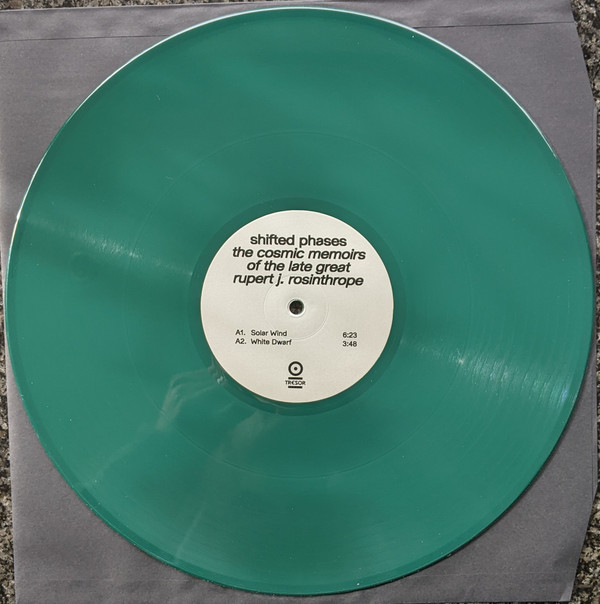 shifted phases
the cosmic memoirs
of the late great
rupert j. rosinthrope
A1. Solar Wind 6:23
A2. White Dwarf 3:48
TRESOR